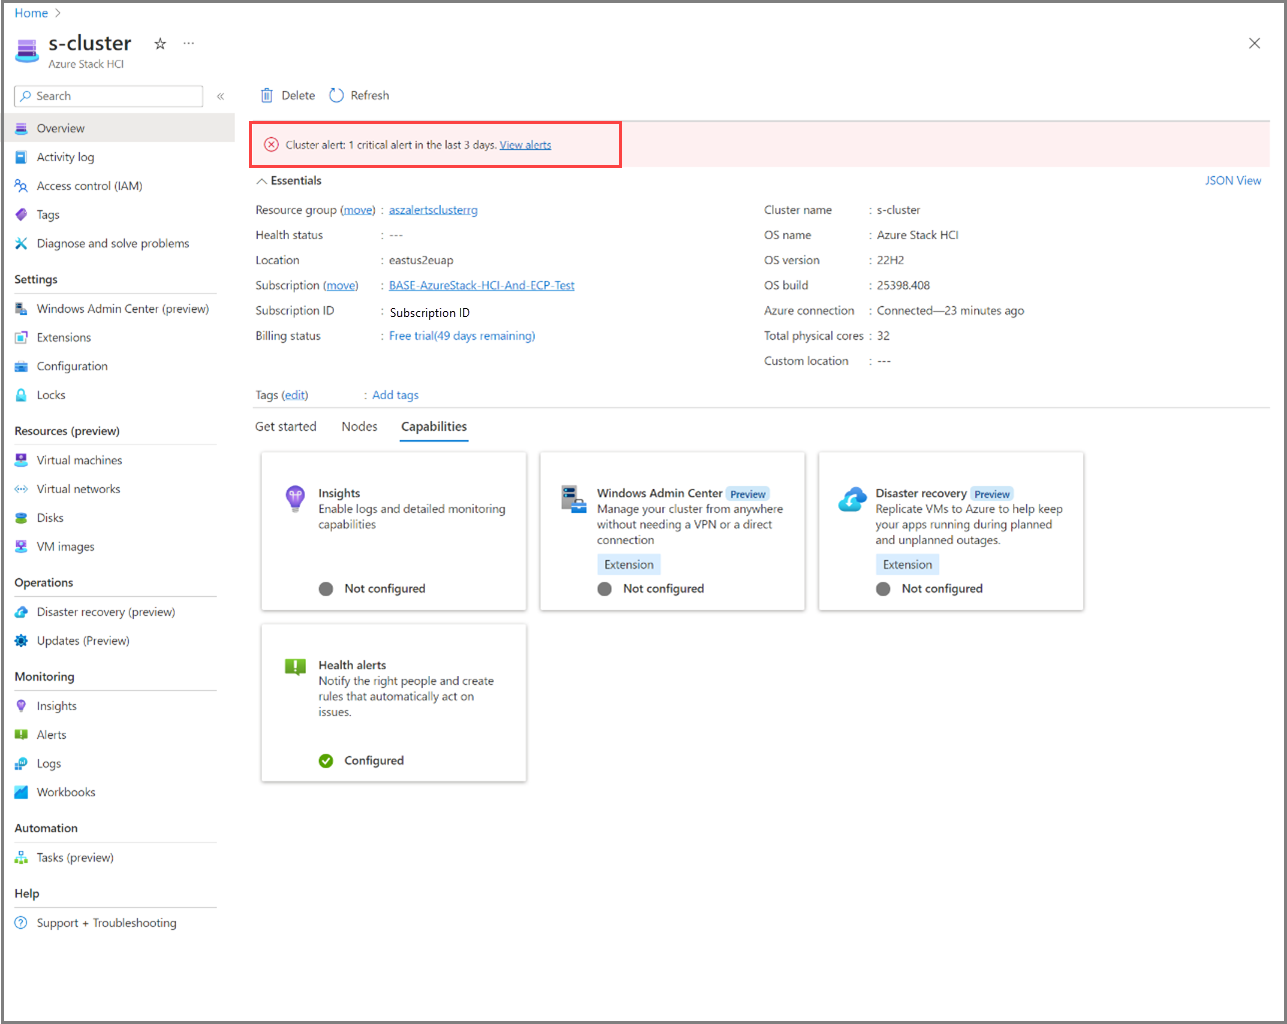 Home >
s-cluster
Azure Stack HCI
Search
Overview
Activity log
Access control (IAM)
Tags
Diagnose and solve problems
Settings
Windows Admin Center (preview)
Extensions
Configuration
Locks
Resources (preview)
Virtual machines
Virtual networks
Disks
VM images
Operations
Disaster recovery (preview)
Updates (Preview)
Monitoring
Insights
Alerts
Logs
Workbooks
Automation
Tasks (preview)
Help
Support + Troubleshooting
Delete Refresh
Cluster alert: 1 critical alert in the last 3 days. View alerts
Essentials
JSON View
Resource group (move) : aszalertsclusterrg
Health status : ---
Location : eastus2euap
Subscription (move) : BASE-AzureStack-HCI-And-ECP-Test
Subscription ID : Subscription ID
Billing status : Free trial(49 days remaining)
Cluster name : s-cluster
OS name : Azure Stack HCI
OS version : 22H2
OS build : 25398.408
Azure connection : Connected—23 minutes ago
Total physical cores : 32
Custom location : ---
Tags (edit) : Add tags
Get started Nodes Capabilities
Insights
Enable logs and detailed monitoring
capabilities
Not configured
Windows Admin Center Preview
Manage your cluster from anywhere
without needing a VPN or a direct
connection
Extension
Not configured
Disaster recovery Preview
Replicate VMs to Azure to help keep
your apps running during planned
and unplanned outages.
Extension
Not configured
Health alerts
Notify the right people and create
rules that automatically act on
issues.
Configured